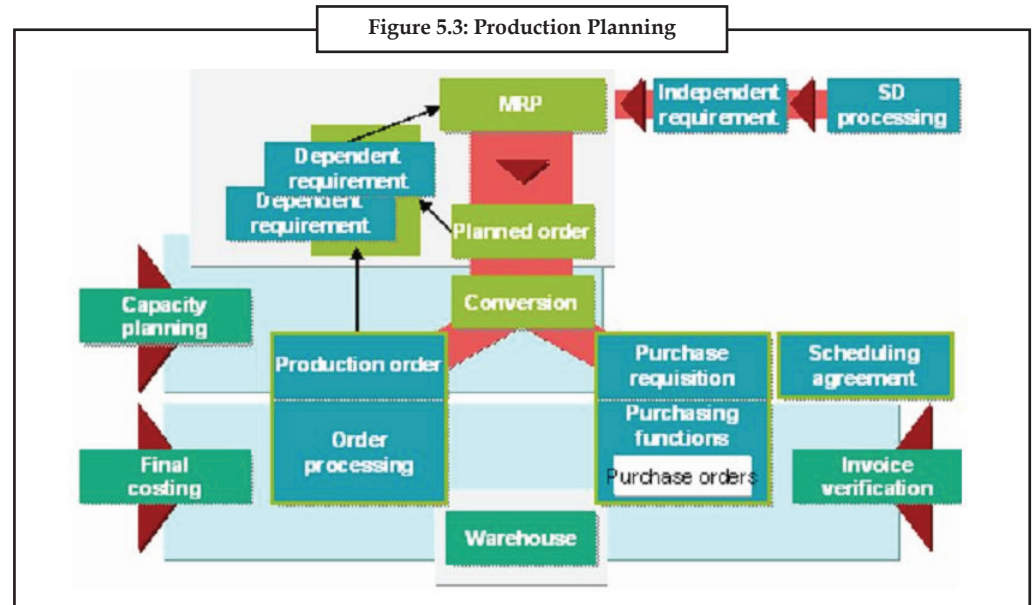 Figure 5.3: Production Planning
MRP
Independent
requirement
SD
processing
Dependent
requirement
Dependent
requirement
Planned order
Conversion
Capacity
planning
Production order
Purchase
requisition
Scheduling
agreement
Order
processing
Purchasing
functions
Purchase orders
Final
costing
Invoice
verification
Warehouse